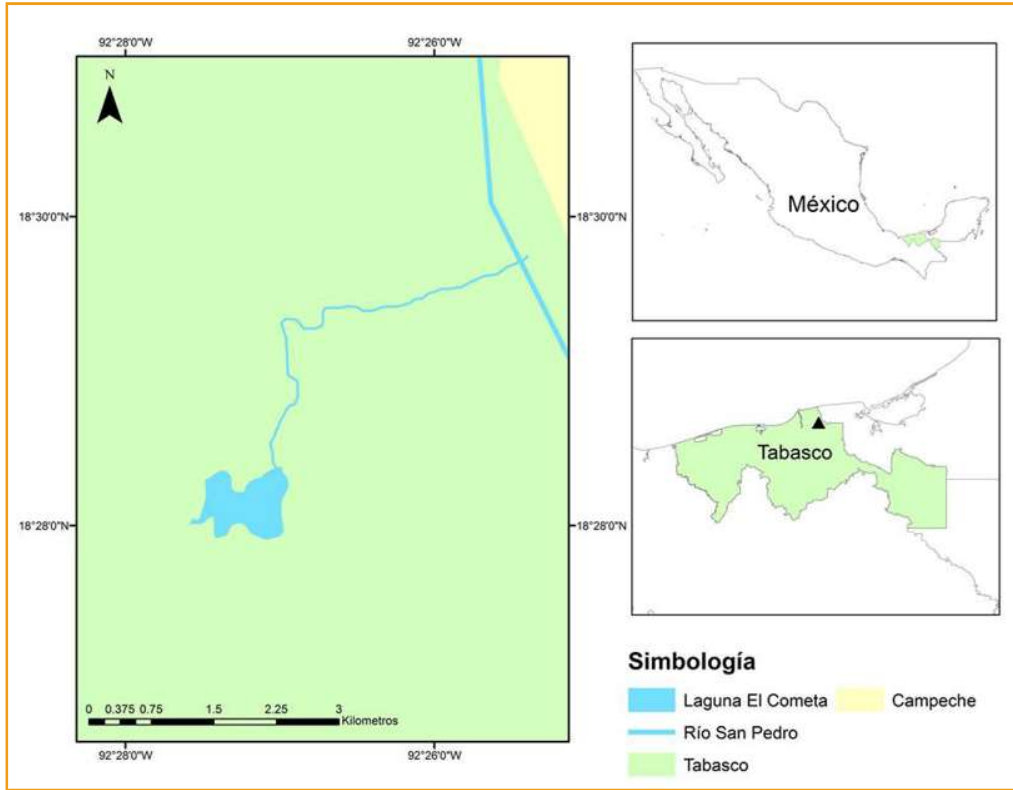 92°28'0"W 92°26'0"W
N
18°30'0"N 18°30'0"N
18°28'0"N 18°28'0"N
0 0.375 0.75 1.5 2.25 3
Kilometros
92°28'0"W 92°26'0"W
México
Tabasco
Simbología
Laguna El Cometa Campeche
Río San Pedro
Tabasco